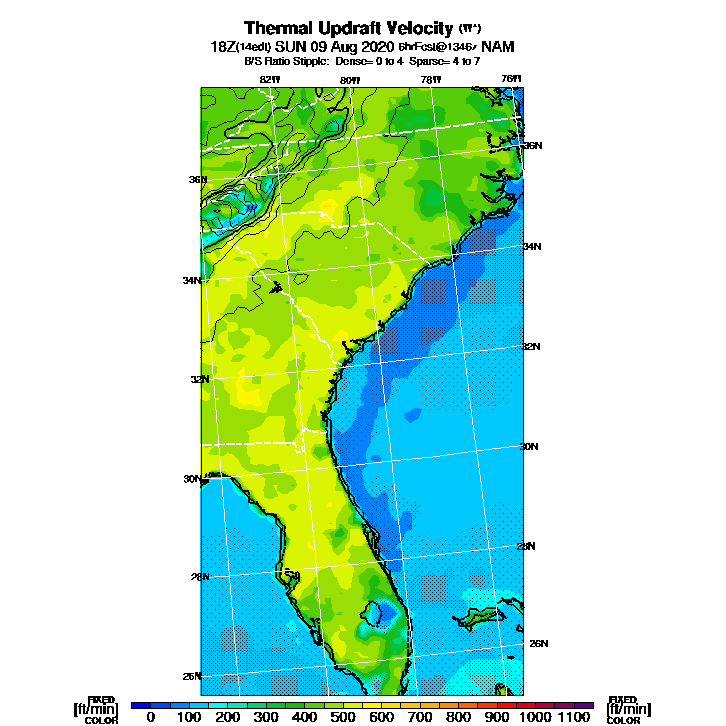 Thermal Updraft Velocity (W*)
18Z(14edt) SUN 09 Aug 2020 6hrFcst@1346z NAM
B/S Ratio Stipple: Dense= 0 to 4 Sparse= 4 to 7
82W 80W 78W 76W
36N
36N
34N
34N
32N
32N
30N
30N
28N
28N
26N
26N
FIXED FIXED
[ft/min] [ft/min]
COLOR COLOR
0 100 200 300 400 500 600 700 800 900 1000 1100